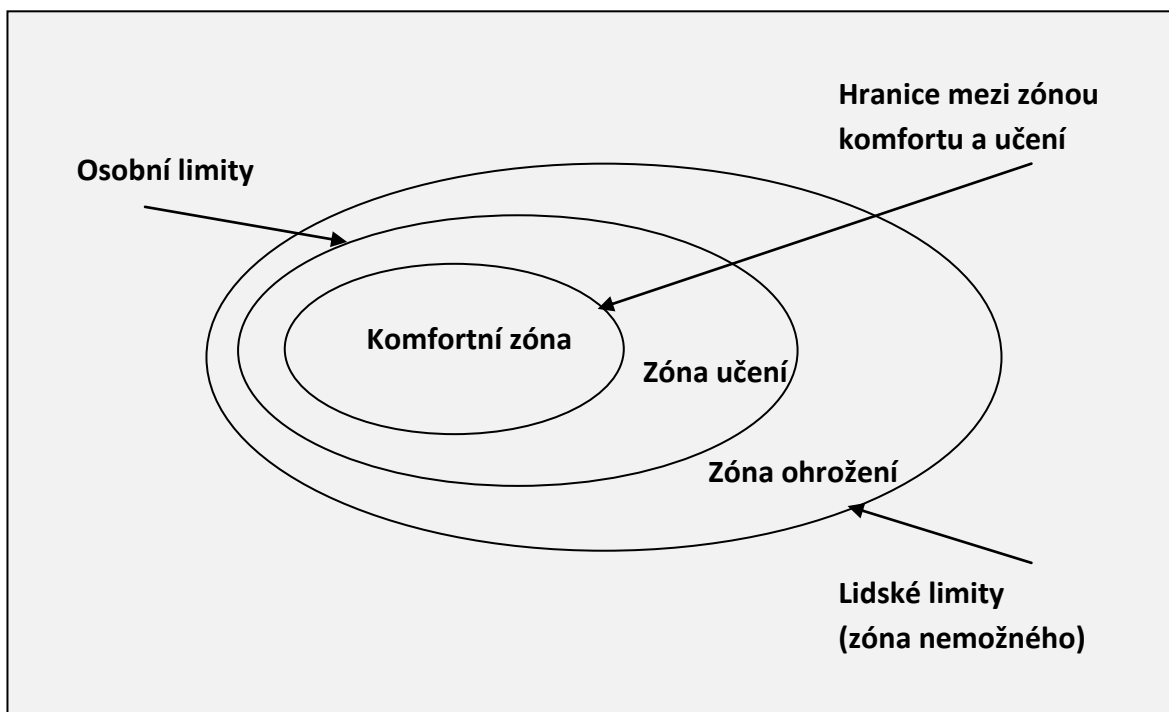 Hranice mezi zónou
komfortu a učení
Osobní limity
Komfortní zóna
Zóna učení
Zóna ohrožení
Lidské limity
(zóna nemožného)